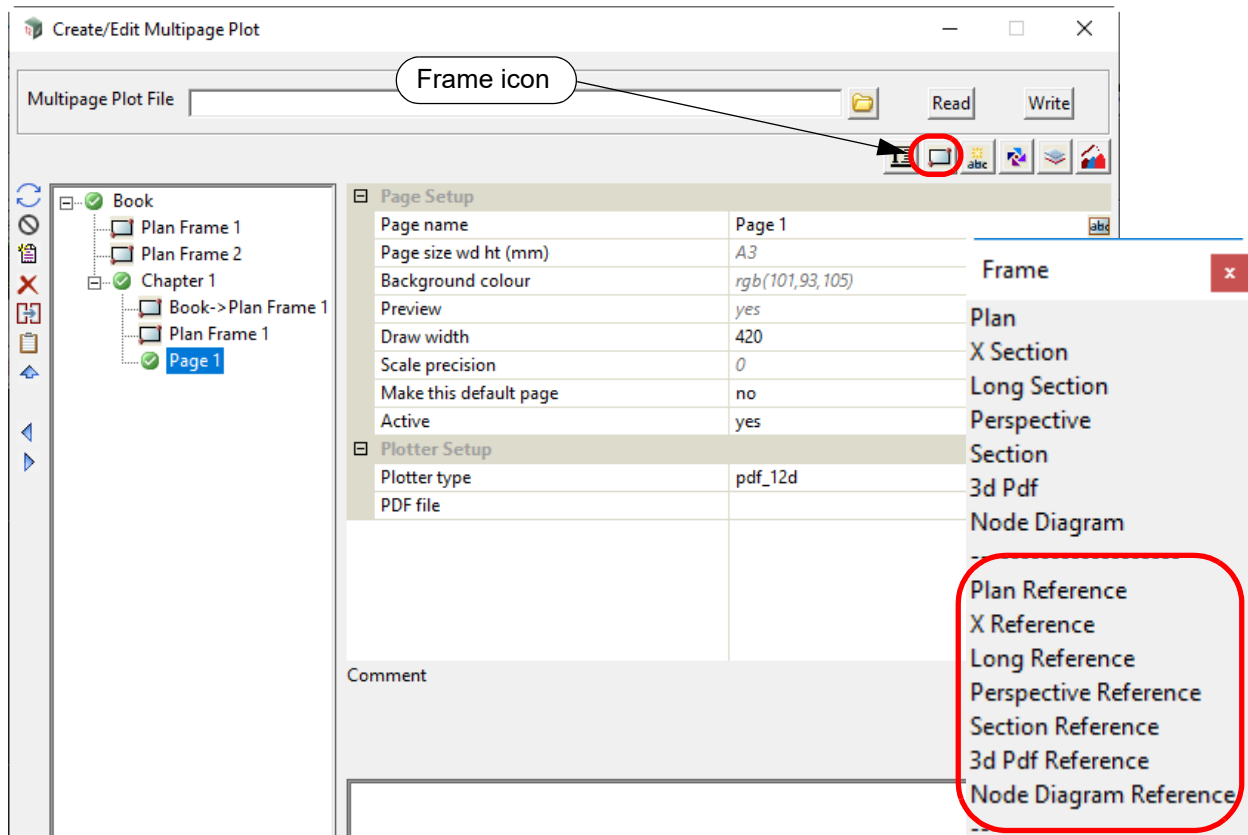 Create/Edit Multipage Plot
Frame icon
Multipage Plot File
Read
Write
abc
Book
Plan Frame 1
Plan Frame 2
Chapter 1
Book->Plan Frame 1
Plan Frame 1
Page 1
Page Setup
Page name Page 1 abc
Page size wd ht (mm) A3
Background colour rgb(101,93,105)
Preview yes
Draw width 420
Scale precision 0
Make this default page no
Active yes
Plotter Setup
Plotter type pdf_12d
PDF file
Comment
Frame x
Plan
X Section
Long Section
Perspective
Section
3d Pdf
Node Diagram
-----------------------
Plan Reference
X Reference
Long Reference
Perspective Reference
Section Reference
3d Pdf Reference
Node Diagram Reference